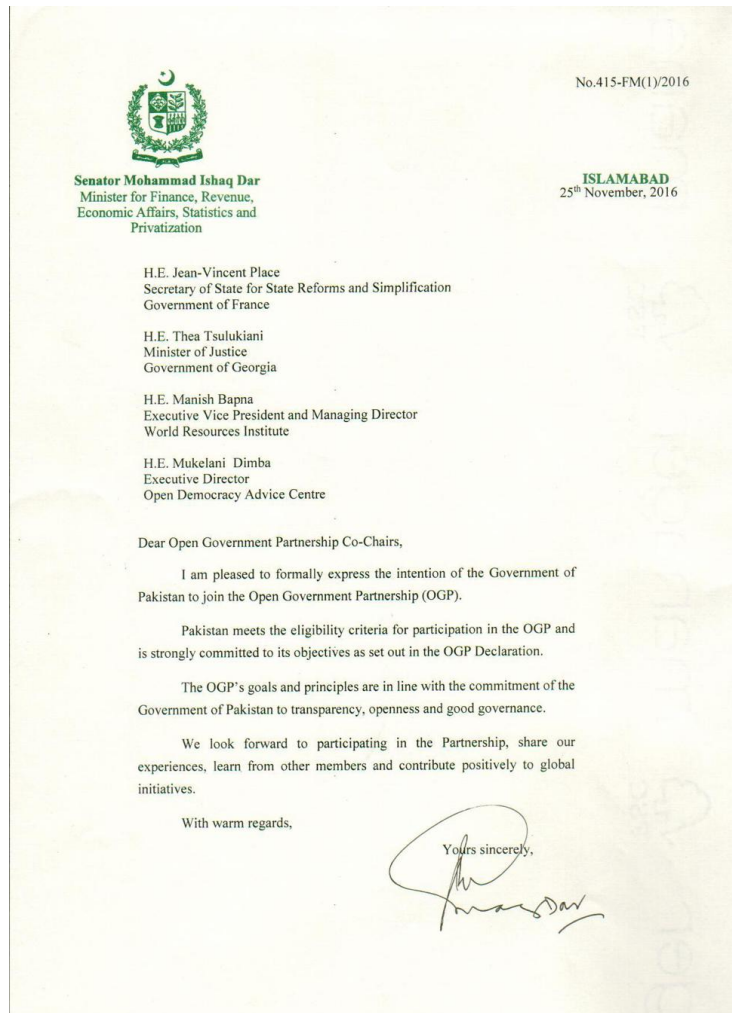 No.415-FM(1)/2016
Senator Mohammad Ishaq Dar
Minister for Finance, Revenue,
Economic Affairs, Statistics and
Privatization
ISLAMABAD
25th November, 2016
H.E. Jean-Vincent Place
Secretary of State for State Reforms and Simplification
Government of France
H.E. Thea Tsulukiani
Minister of Justice
Government of Georgia
H.E. Manish Bapna
Executive Vice President and Managing Director
World Resources Institute
H.E. Mukelani Dimba
Executive Director
Open Democracy Advice Centre
Dear Open Government Partnership Co-Chairs,
I am pleased to formally express the intention of the Government of
Pakistan to join the Open Government Partnership (OGP).
Pakistan meets the eligibility criteria for participation in the OGP and
is strongly committed to its objectives as set out in the OGP Declaration.
The OGP's goals and principles are in line with the commitment of the
Government of Pakistan to transparency, openness and good governance.
We look forward to participating in the Partnership, share our
experiences, learn from other members and contribute positively to global
initiatives.
With warm regards,
Yours sincerely,
Dar